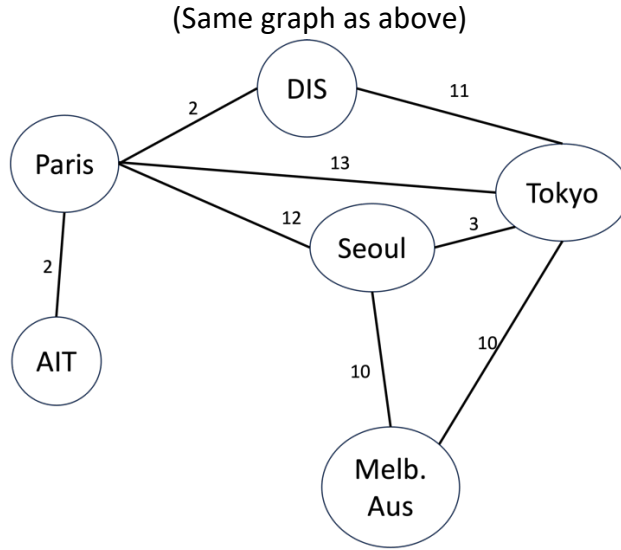 (Same graph as above)
DIS
2
11
Paris
13
Tokyo
12
3
Seoul
2
AIT
10
10
Melb.
Aus